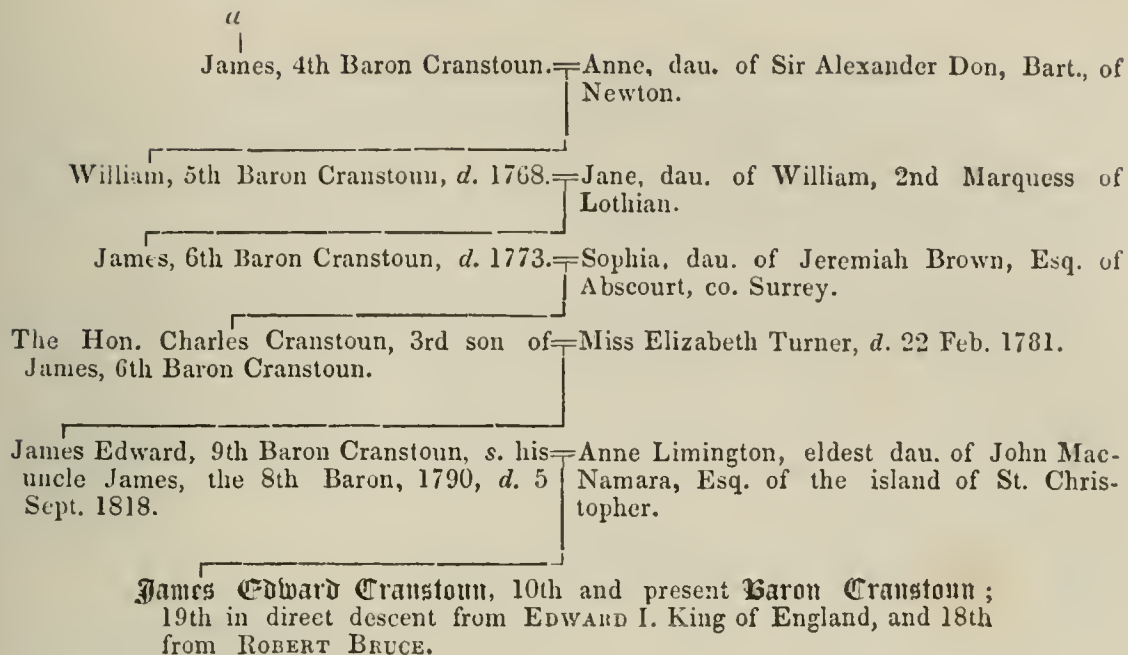 a
James, 4th Baron Cranstoun.=Anne, dau. of Sir Alexander Don, Bart., of
Newton.
William, 5th Baron Cranstoun, d. 1768.=Jane, dau. of William, 2nd Marquess of
Lothian.
James, 6th Baron Cranstoun, d. 1773.=Sophia, dau. of Jeremiah Brown, Esq. of
Abscourt, co. Surrey.
The Hon. Charles Cranstoun, 3rd son of=Miss Elizabeth Turner, d. 22 Feb. 1781.
James, 6th Baron Cranstoun.
James Edward, 9th Baron Cranstoun, s. his=Anne Limington, eldest dau. of John Mac-
uncle James, the 8th Baron, 1790, d. 5 Namara, Esq. of the island of St. Chris-
Sept. 1818. topher.
James Edward Cranstoun, 10th and present Baron Cranstoun;
19th in direct descent from EDWARD I. King of England, and 18th
from ROBERT BRUCE.